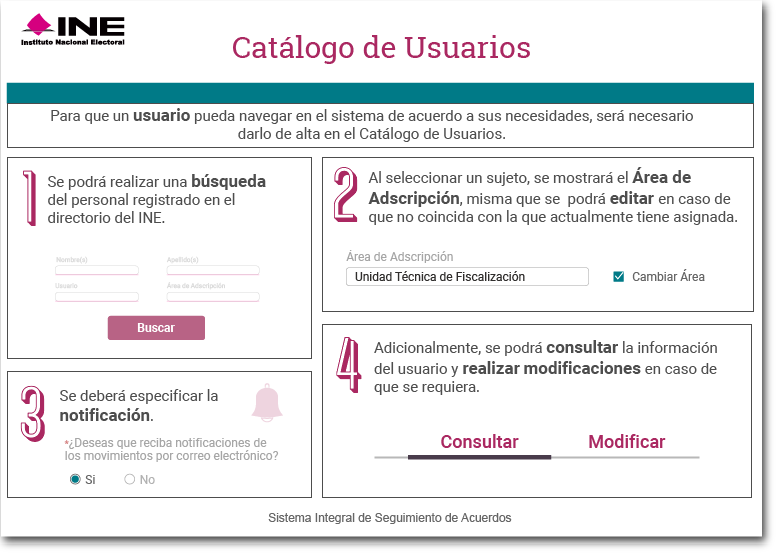 INE
Instituto Nacional Electoral
Catálogo de Usuarios
Para que un usuario pueda navegar en el sistema de acuerdo a sus necesidades, será necesario
darlo de alta en el Catálogo de Usuarios.
1
Se podrá realizar una búsqueda
del personal registrado en el
directorio del INE.
Nombre(s) Apellido(s)
Usuario Área de Adscripción
Buscar
2
Al seleccionar un sujeto, se mostrará el Área de
Adscripción, misma que se podrá editar en caso de
que no coincida con la que actualmente tiene asignada.
Área de Adscripción
Unidad Técnica de Fiscalización Cambiar Área
3
Se deberá especificar la
notificación.
*¿Deseas que reciba notificaciones de
los movimientos por correo electrónico?
Si No
4
Adicionalmente, se podrá consultar la información
del usuario y realizar modificaciones en caso de
que se requiera.
Consultar Modificar
Sistema Integral de Seguimiento de Acuerdos